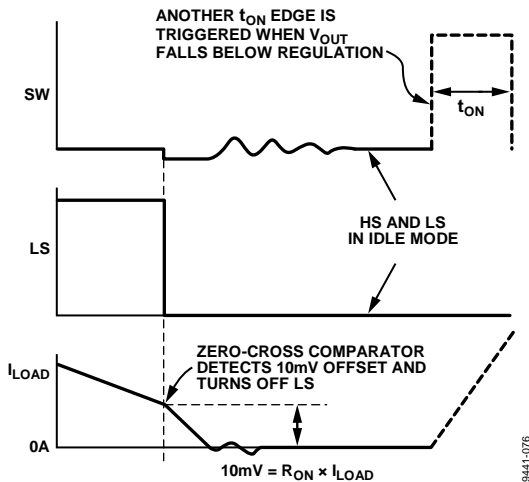 ANOTHER tON EDGE IS
TRIGGERED WHEN VOUT
FALLS BELOW REGULATION
SW
tON
HS AND LS
IN IDLE MODE
LS
ZERO-CROSS COMPARATOR
DETECTS 10mV OFFSET AND
TURNS OFF LS
ILOAD
0A
10mV = RON × ILOAD
9441-076